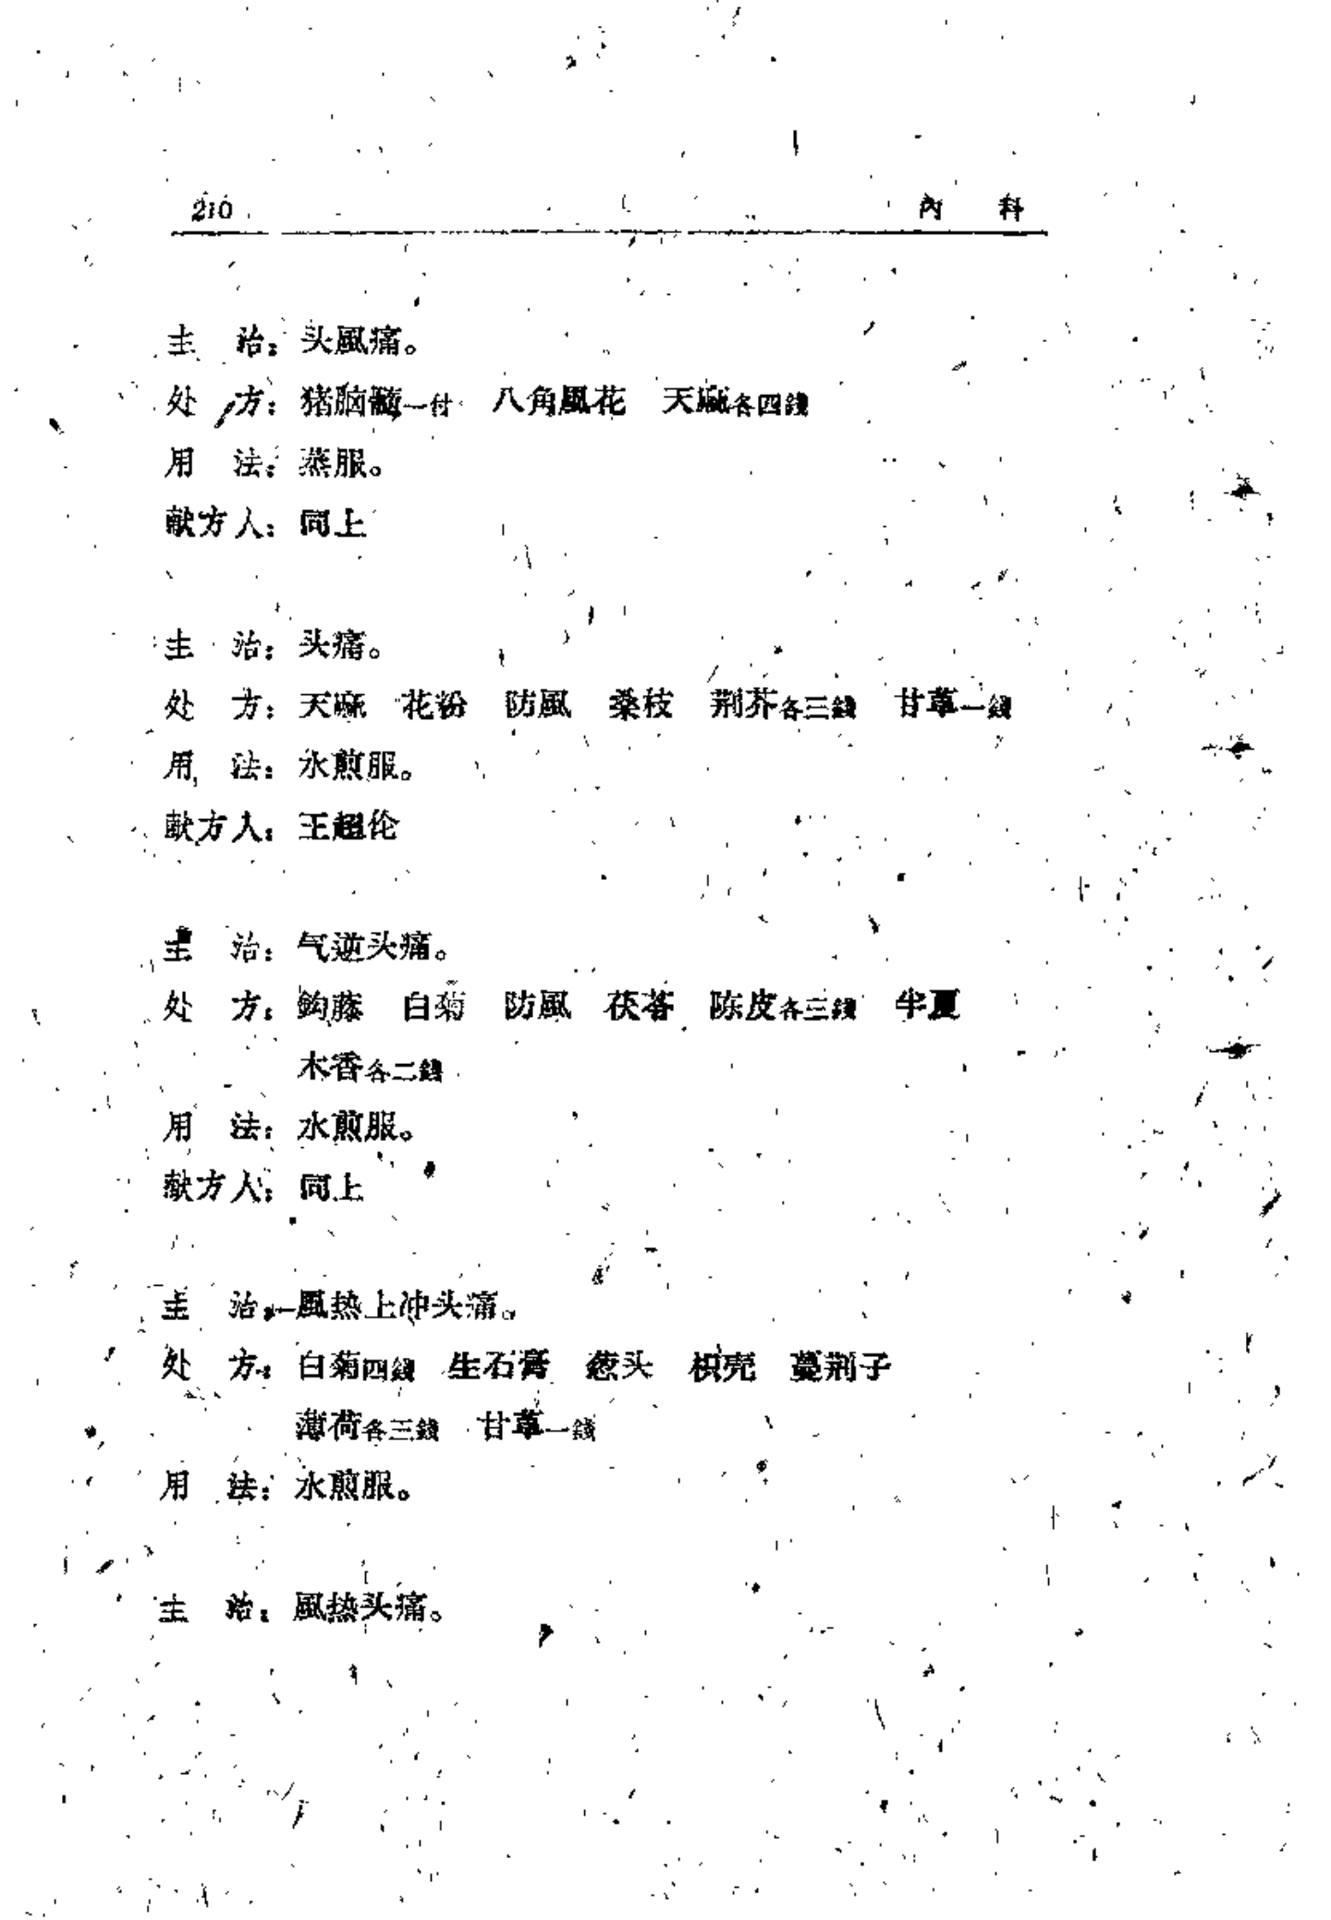 210 內 科
主 治：头風痛。
处 方：猪脑髓一付 八角風花 天麻各四錢
用 法：蒸服。
献方人：同上
主 治：头痛。
处 方：天麻 花粉 防風 桑枝 荆芥各三錢 甘草一錢
用 法：水煎服。
献方人：王超伦
主 治：气逆头痛。
处 方：鈎藤 白菊 防風 茯苓 陈皮各三錢 半夏
木香各二錢
用 法：水煎服。
献方人：同上
主 治：風热上冲头痛。
处 方：白菊四錢 生石膏 葱头 枳壳 蔓荆子
薄荷各三錢 甘草一錢
用 法：水煎服。
主 治：風热头痛。